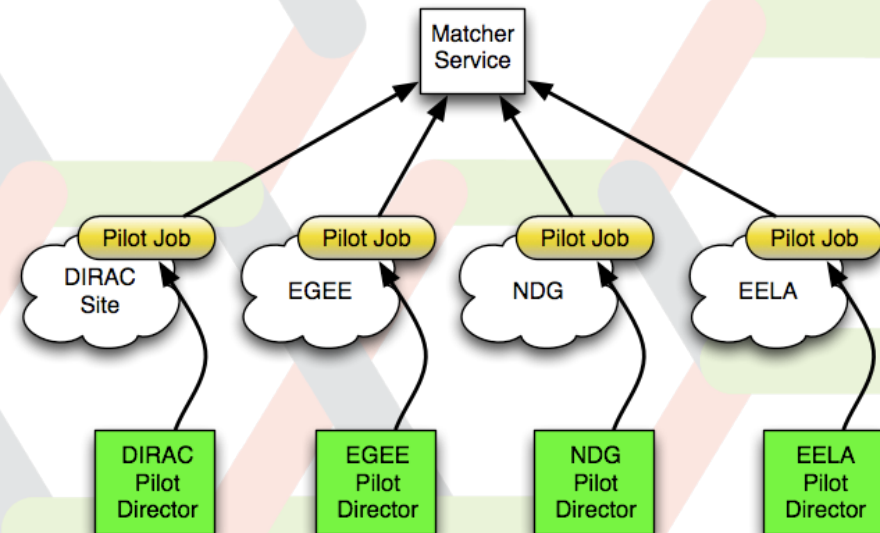 Matcher
Service
Pilot Job
Pilot Job
Pilot Job
Pilot Job
DIRAC
Site
EGEE
NDG
EELA
DIRAC
Pilot
Director
EGEE
Pilot
Director
NDG
Pilot
Director
EELA
Pilot
Director